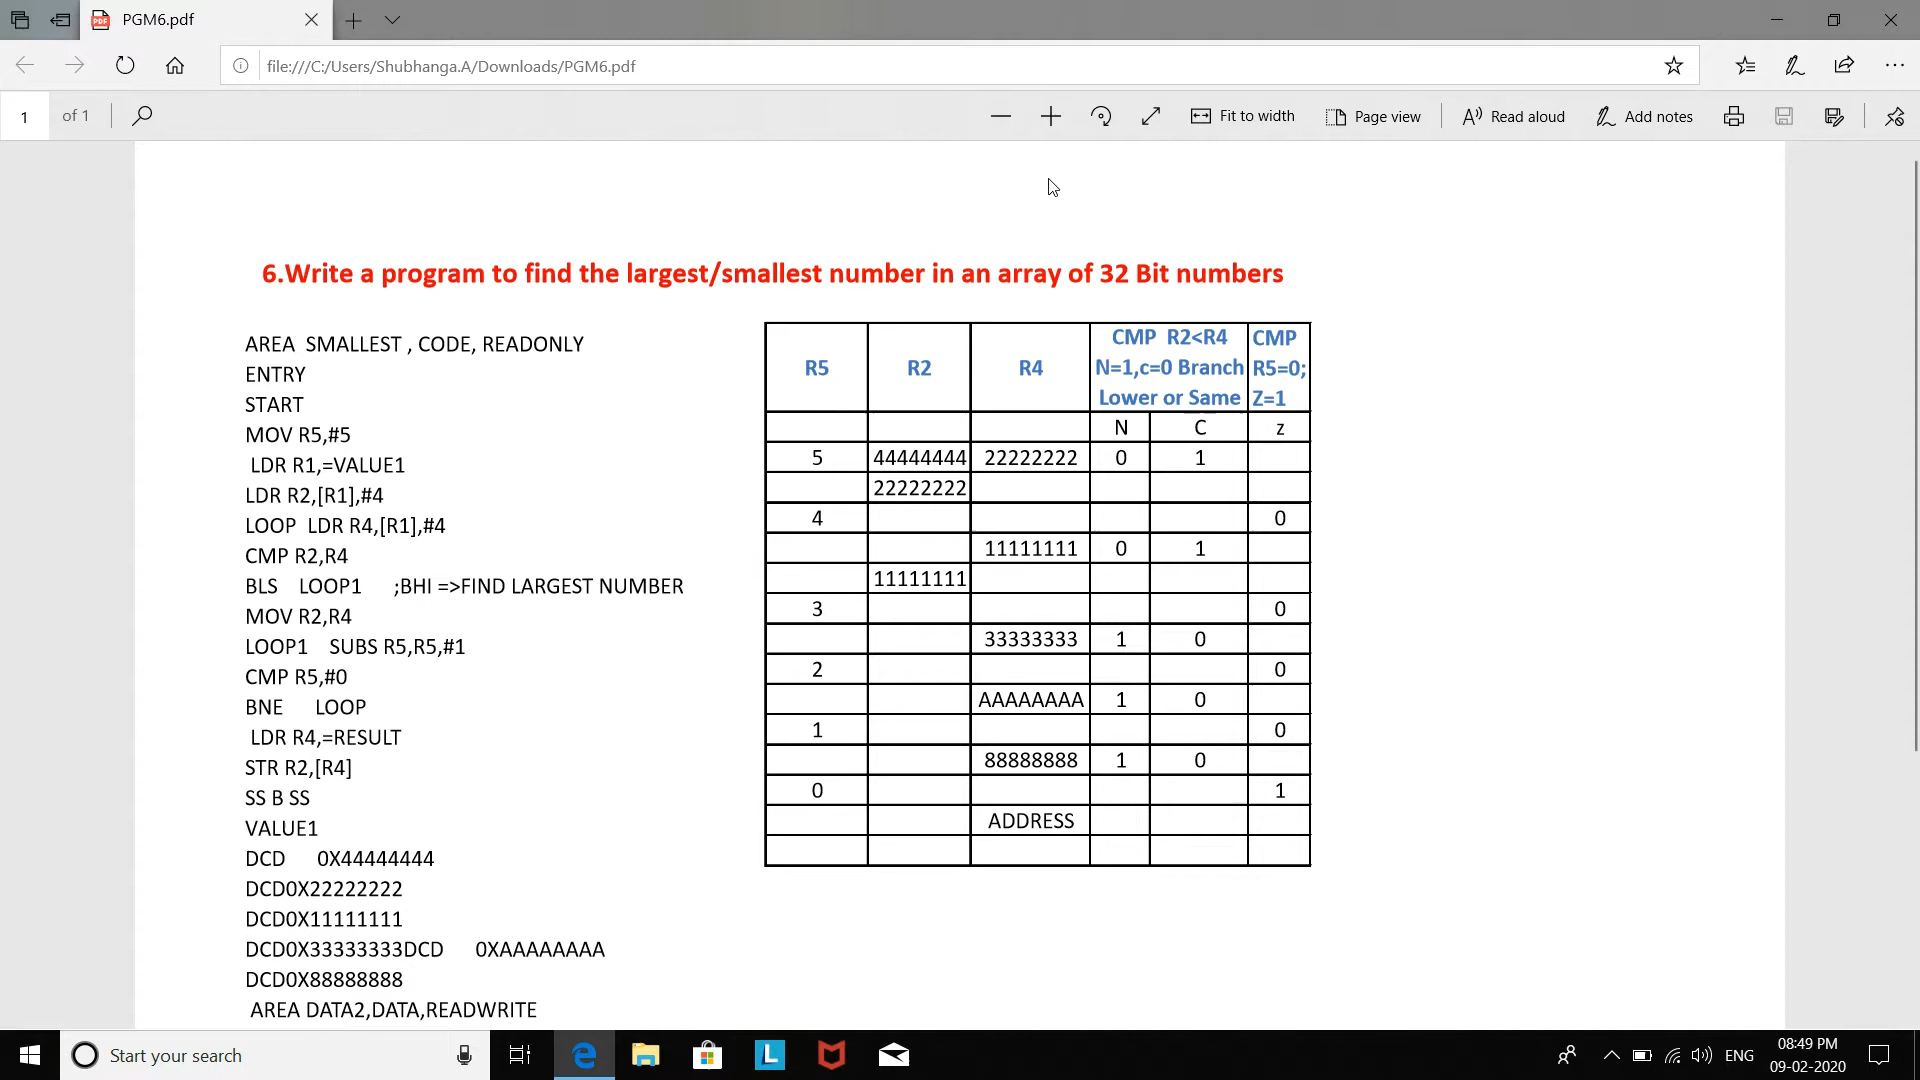 PGM6.pdf
file:///C:/Users/Shubhanga.A/Downloads/PGM6.pdf
1 of 1 Fit to width Page view Read aloud Add notes
6.Write a program to find the largest/smallest number in an array of 32 Bit numbers
AREA  SMALLEST , CODE, READONLY
ENTRY
START
MOV R5,#5
LDR R1,=VALUE1
LDR R2,[R1],#4
LOOP  LDR R4,[R1],#4
CMP R2,R4
BLS    LOOP1      ;BHI =>FIND LARGEST NUMBER
MOV R2,R4
LOOP1    SUBS R5,R5,#1
CMP R5,#0
BNE      LOOP
LDR R4,=RESULT
STR R2,[R4]
SS B SS
VALUE1
DCD      0X44444444
DCD0X22222222
DCD0X11111111
DCD0X33333333DCD      0XAAAAAAAA
DCD0X88888888
AREA DATA2,DATA,READWRITE
R5 R2 R4 CMP  R2<R4 N=1,c=0 Branch Lower or Same CMP R5=0; Z=1
N C z
5 44444444 22222222 0 1
22222222
4 0
11111111 0 1
11111111
3 0
33333333 1 0
2 0
AAAAAAAA 1 0
1 0
88888888 1 0
0 1
ADDRESS
Start your search
L
ENG
08:49 PM
09-02-2020